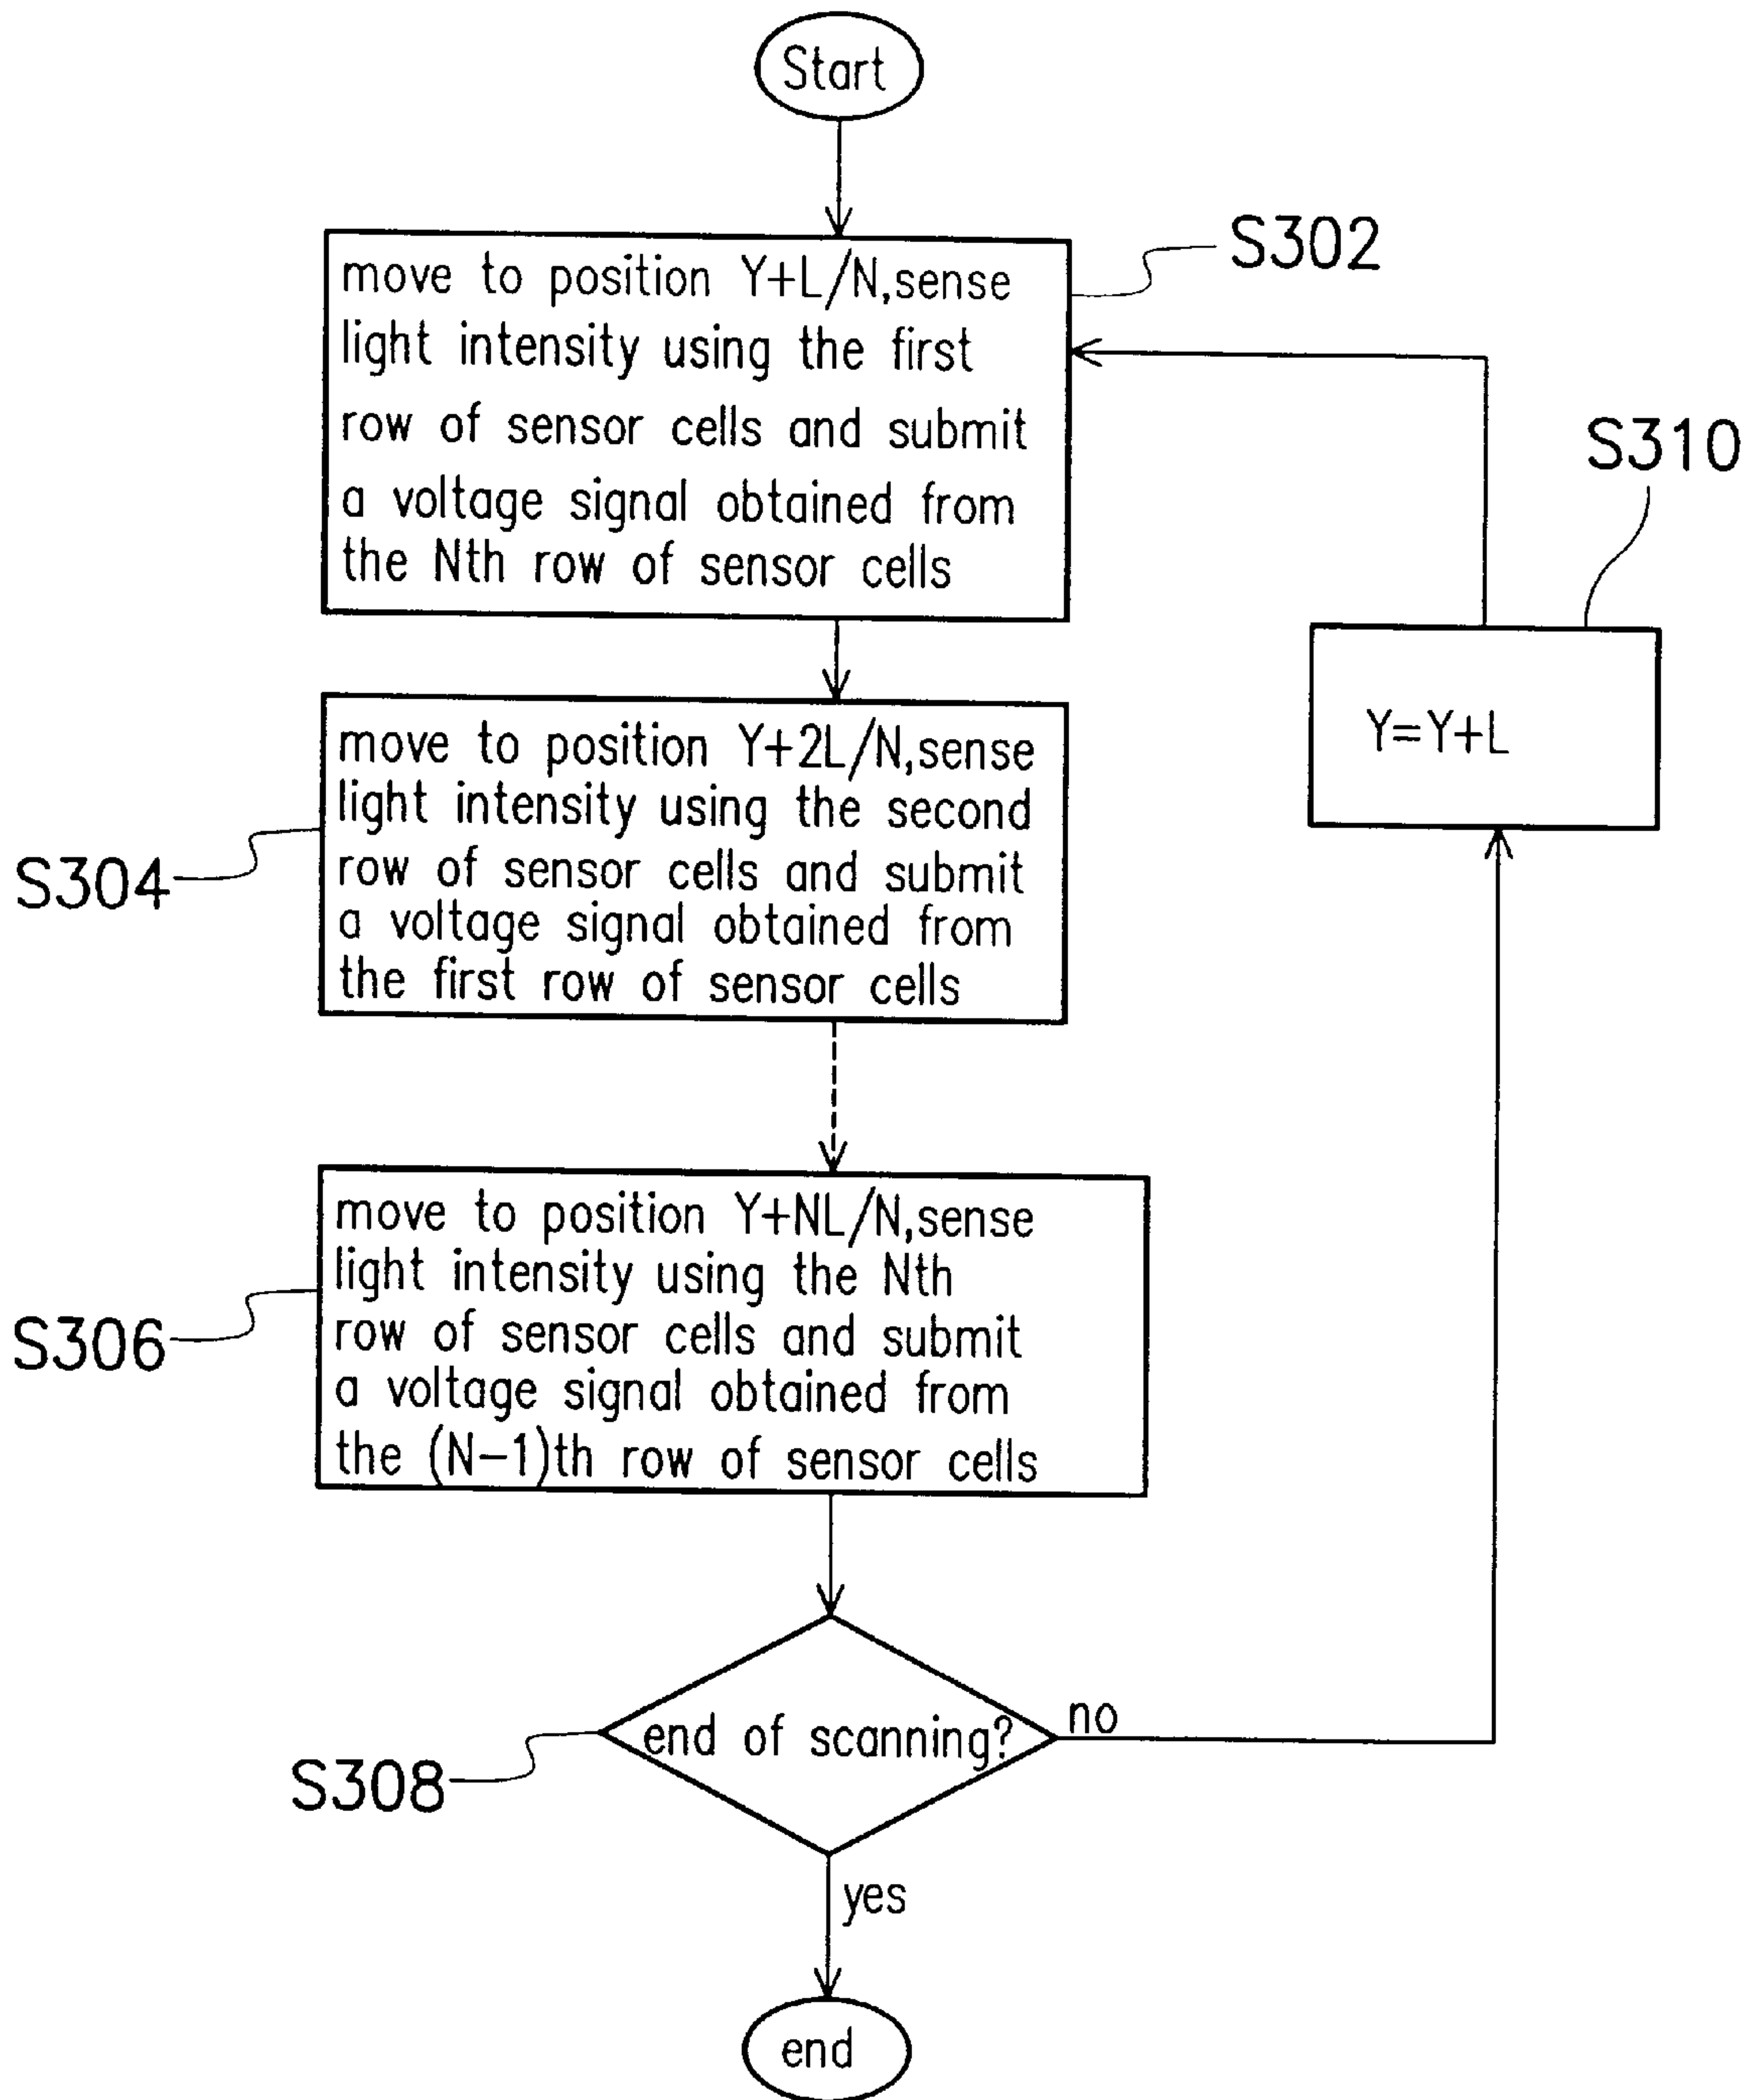 Start
S302
move to position Y+L/N,sense
light intensity using the first
row of sensor cells and submit
a voltage signal obtained from
the Nth row of sensor cells
S310
Y=Y+L
S304
move to position Y+2L/N,sense
light intensity using the second
row of sensor cells and submit
a voltage signal obtained from
the first row of sensor cells
S306
move to position Y+NL/N,sense
light intensity using the Nth
row of sensor cells and submit
a voltage signal obtained from
the (N-1)th row of sensor cells
S308
end of scanning?
no
yes
end